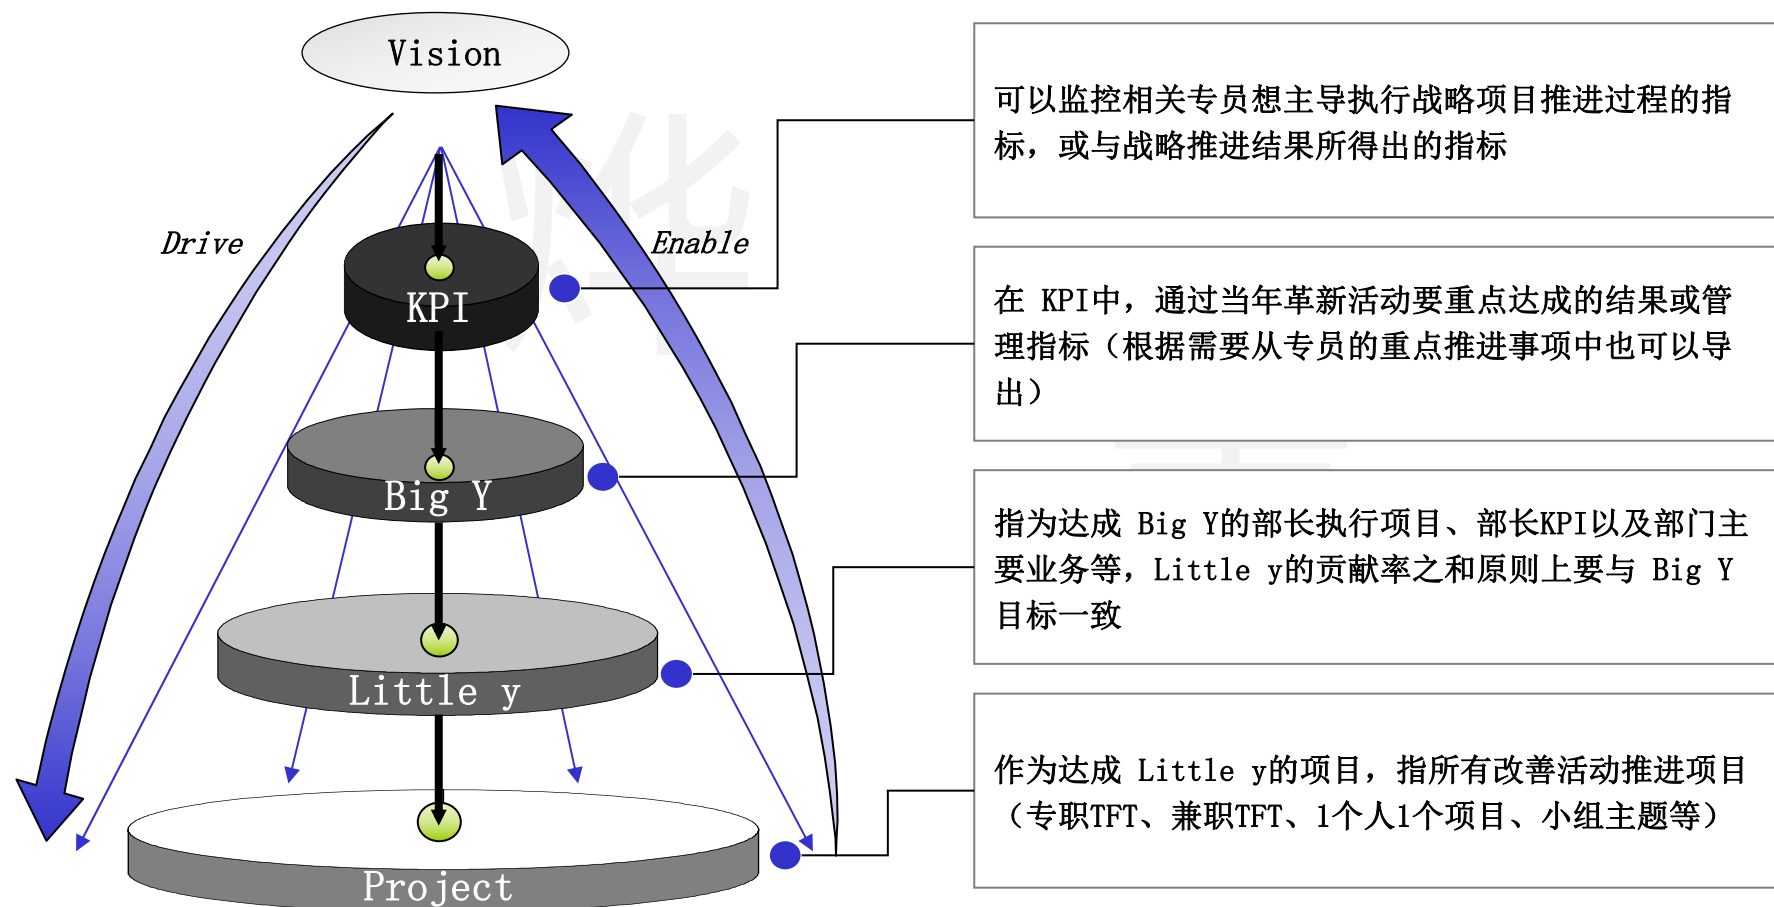 Vision
Drive
Enable
KPI
Big Y
Little y
Project
可以监控相关专员想主导执行战略项目推进过程的指
标，或与战略推进结果所得出的指标
在 KPI中，通过当年革新活动要重点达成的结果或管
理指标（根据需要从专员的重点推进事项中也可以导
出）
指为达成 Big Y的部长执行项目、部长KPI以及部门主
要业务等，Little y的贡献率之和原则上要与 Big Y
目标一致
作为达成 Little y的项目，指所有改善活动推进项目
（专职TFT、兼职TFT、1个人1个项目、小组主题等）